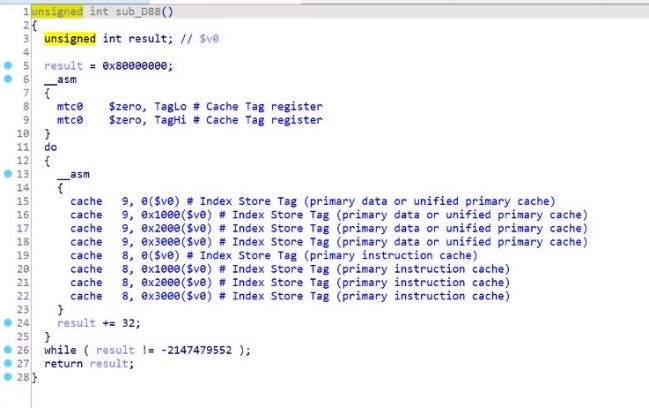 1 unsigned int sub_D88()
2 {
3 unsigned int result; // $v0
4
5 result = 0x80000000;
6 __asm
7 {
8 mtc0 $zero, TagLo # Cache Tag register
9 mtc0 $zero, TagHi # Cache Tag register
10 }
11 do
12 {
13 __asm
14 {
15 cache 9, 0($v0) # Index Store Tag (primary data or unified primary cache)
16 cache 9, 0x1000($v0) # Index Store Tag (primary data or unified primary cache)
17 cache 9, 0x2000($v0) # Index Store Tag (primary data or unified primary cache)
18 cache 9, 0x3000($v0) # Index Store Tag (primary data or unified primary cache)
19 cache 8, 0($v0) # Index Store Tag (primary instruction cache)
20 cache 8, 0x1000($v0) # Index Store Tag (primary instruction cache)
21 cache 8, 0x2000($v0) # Index Store Tag (primary instruction cache)
22 cache 8, 0x3000($v0) # Index Store Tag (primary instruction cache)
23 }
24 result += 32;
25 }
26 while ( result != -2147479552 );
27 return result;
28 }